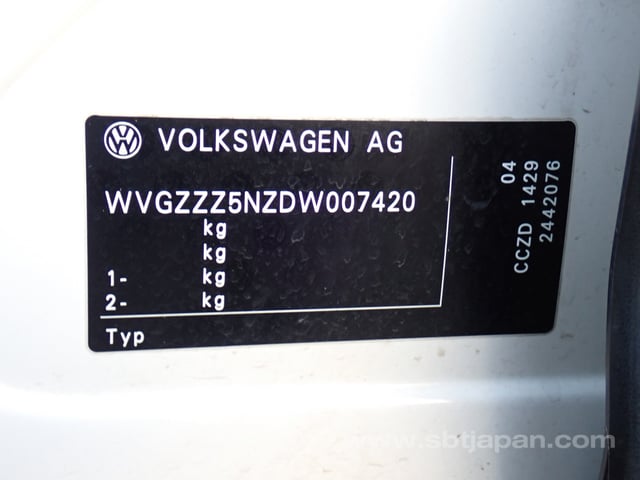 VOLKSWAGEN AG
WVGZZZ5NZDW007420
kg
kg
1- kg
2- kg
Typ
04
CCZD 1429
2442076
www.sbtjapan.com